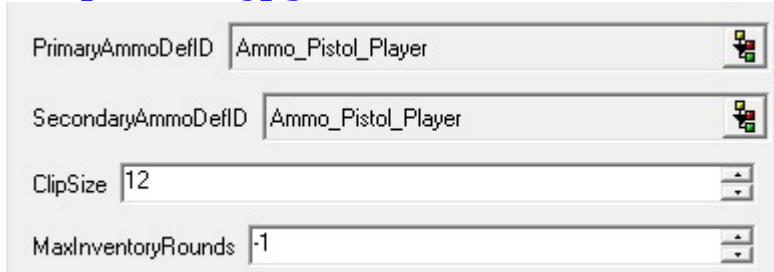 PrimaryAmmoDefID Ammo_Pistol_Player
SecondaryAmmoDefID Ammo_Pistol_Player
ClipSize 12
MaxInventoryRounds -1